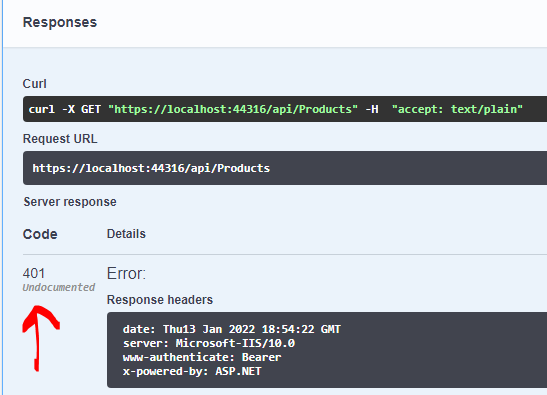 Responses
Curl
curl -X GET "https://localhost:44316/api/Products" -H  "accept: text/plain"
Request URL
https://localhost:44316/api/Products
Server response
Code Details
401 Error:
Undocumented
Response headers
date: Thu13 Jan 2022 18:54:22 GMT
server: Microsoft-IIS/10.0
www-authenticate: Bearer
x-powered-by: ASP.NET